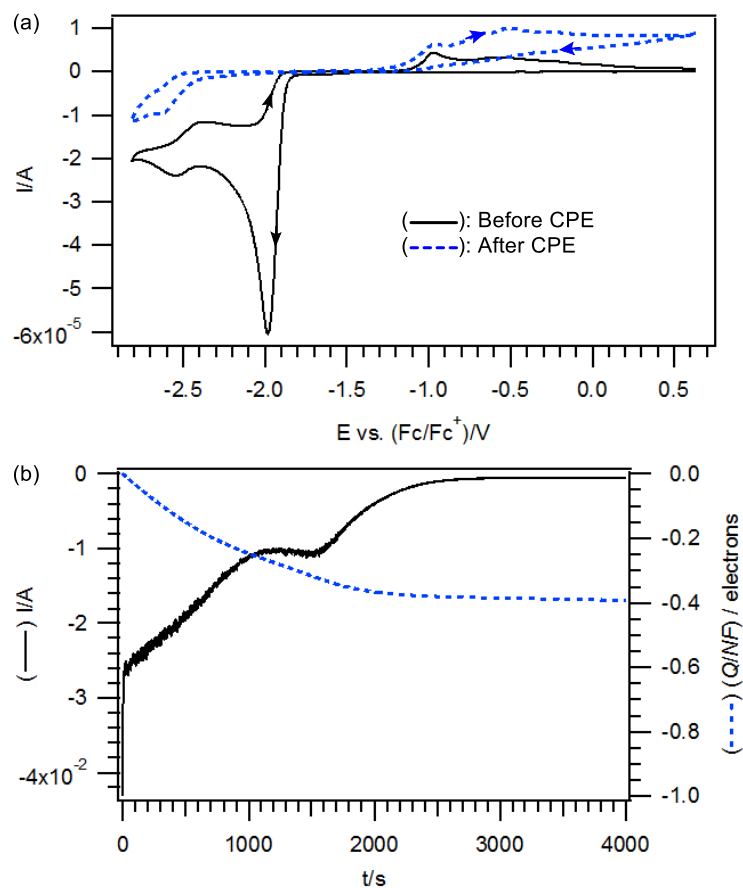 (a)
1
0
-1
-2
-3
-4
-5
-6x10⁻⁵
I/A
(——): Before CPE
(-----): After CPE
-2.5 -2.0 -1.5 -1.0 -0.5 0.0 0.5
E vs. (Fc/Fc⁺)/V
(b)
0
-1
-2
-3
-4x10⁻²
(——) I/A
0.0
-0.2
-0.4
-0.6
-0.8
-1.0
(-----) (Q/NF) / electrons
0 1000 2000 3000 4000
t/s